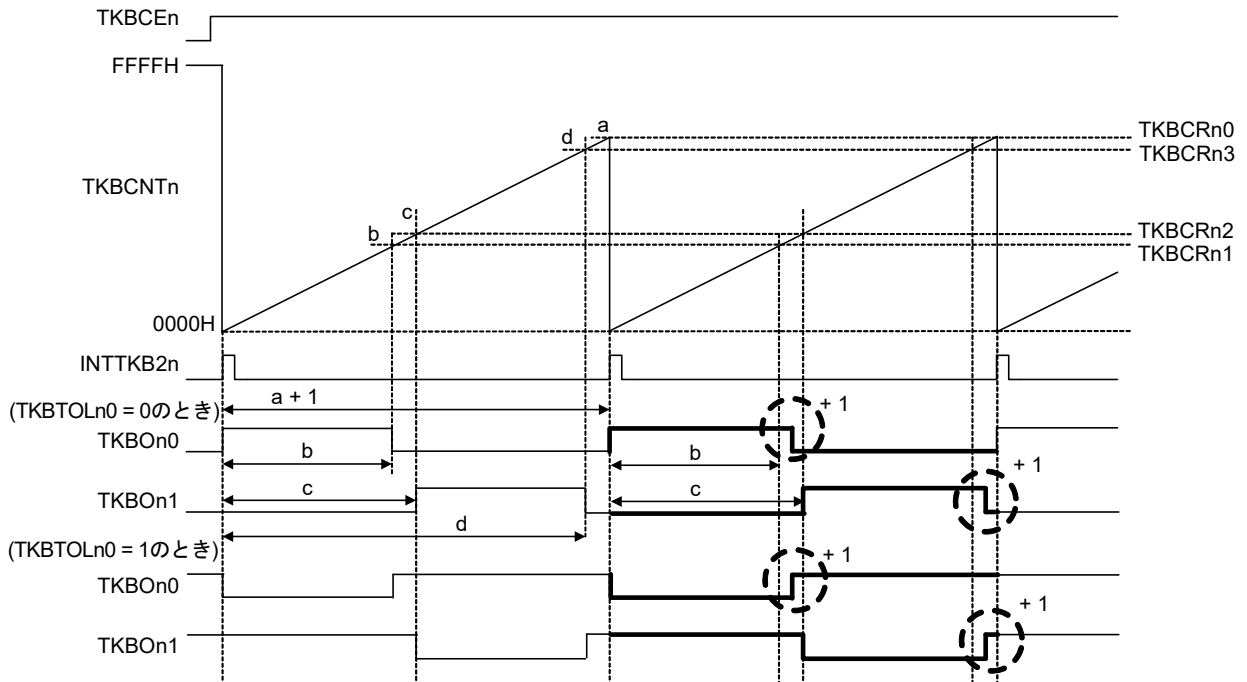 TKBCEn
FFFFH
a
TKBCRn0
d
TKBCRn3
TKBCNTn
c
TKBCRn2
b
TKBCRn1
0000H
INTTKB2n
a + 1
(TKBTOLn0 = 0のとき)
+ 1
TKBOn0
b
b
+ 1
TKBOn1
c
c
d
(TKBTOLn0 = 1のとき)
+ 1
TKBOn0
+ 1
TKBOn1